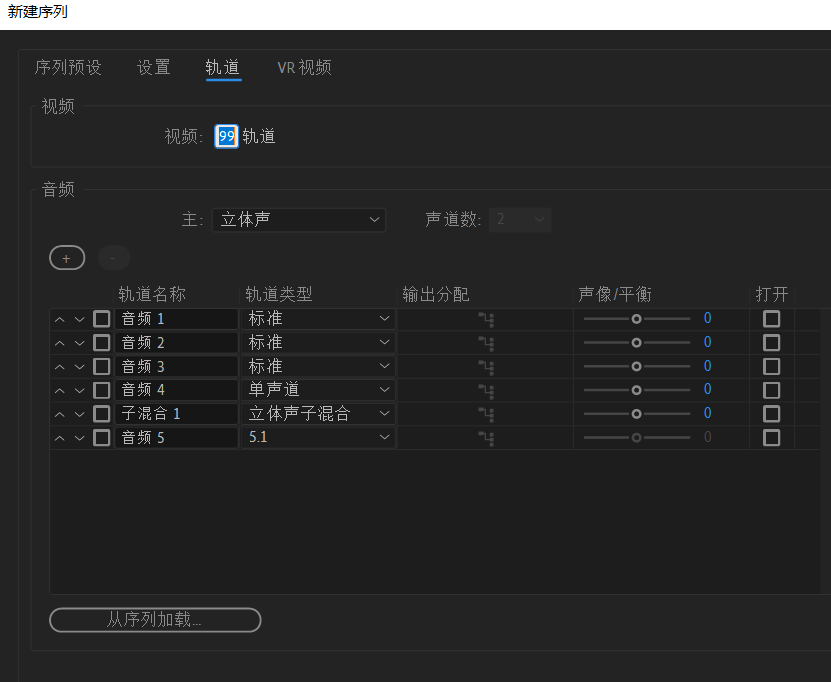 新建序列
序列预设 设置 轨道 VR 视频
视频
视频: 99 轨道
音频
主: 立体声 声道数: 2
+ -
轨道名称 轨道类型 输出分配 声像/平衡 打开
音频 1 标准 0
音频 2 标准 0
音频 3 标准 0
音频 4 单声道 0
子混合 1 立体声子混合 0
音频 5 5.1 0
从序列加载...